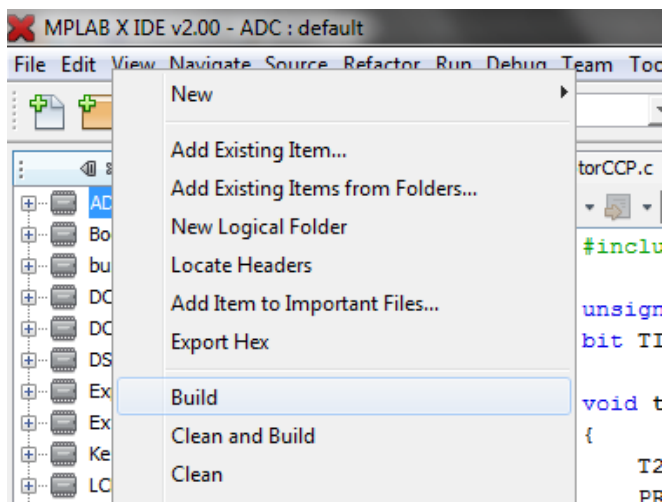 MPLAB X IDE v2.00 - ADC : default
File Edit View Navigate Source Refactor Run Debug Team Too
New
Add Existing Item...
Add Existing Items from Folders...
New Logical Folder
Locate Headers
Add Item to Important Files...
Export Hex
Build
Clean and Build
Clean
AD
Bo
bu
DC
DC
DS
Ex
Ex
Ke
LC
torCCP.c
#inclu
unsign
bit TI
void t
{
T2
PR